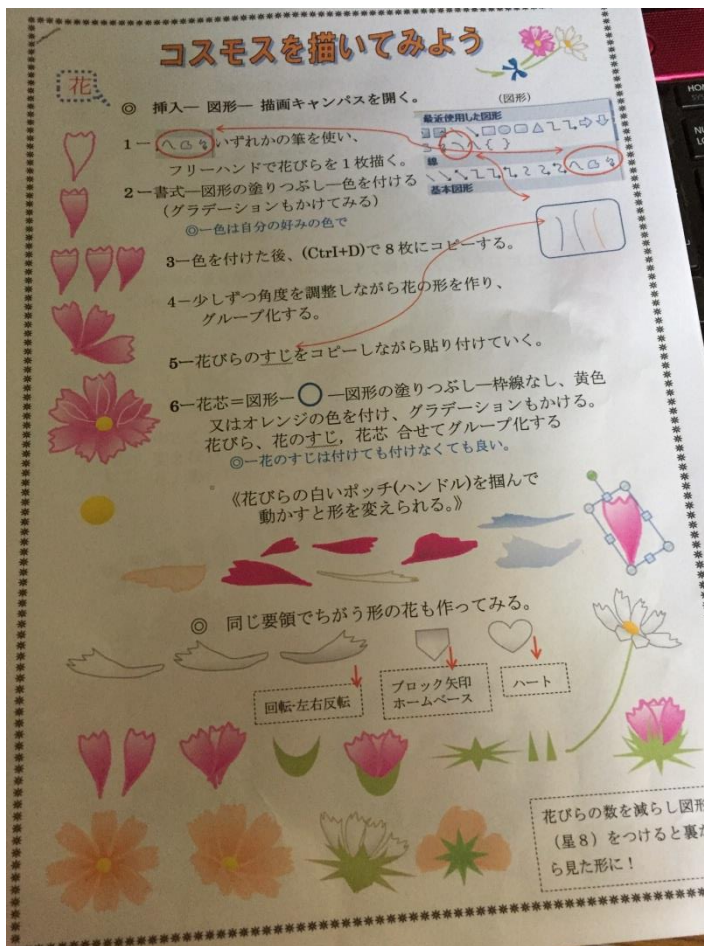 コスモスを描いてみよう
花
◎ 挿入― 図形― 描画キャンパスを開く。
(図形)
最近使用した図形
線
基本図形
1― いずれかの筆を使い、
フリーハンドで花びらを1枚描く。
2―書式―図形の塗りつぶし―色を付ける
(グラデーションもかけてみる)
◎―色は自分の好みの色で
3―色を付けた後、(Ctrl+D)で8枚にコピーする。
4―少しずつ角度を調整しながら花の形を作り、
グループ化する。
5―花びらのすじをコピーしながら貼り付けていく。
6―花芯=図形―○―図形の塗りつぶし―枠線なし、黄色
又はオレンジの色を付け、グラデーションもかける。
花びら、花のすじ, 花芯 合せてグループ化する
◎―花のすじは付けても付けなくても良い。
《花びらの白いポッチ(ハンドル)を掴んで
動かすと形を変えられる。》
◎ 同じ要領でちがう形の花も作ってみる。
回転-左右反転
ブロック矢印
ホームベース
ハート
花びらの数を減らし図形
(星8)をつけると裏か
ら見た形に!